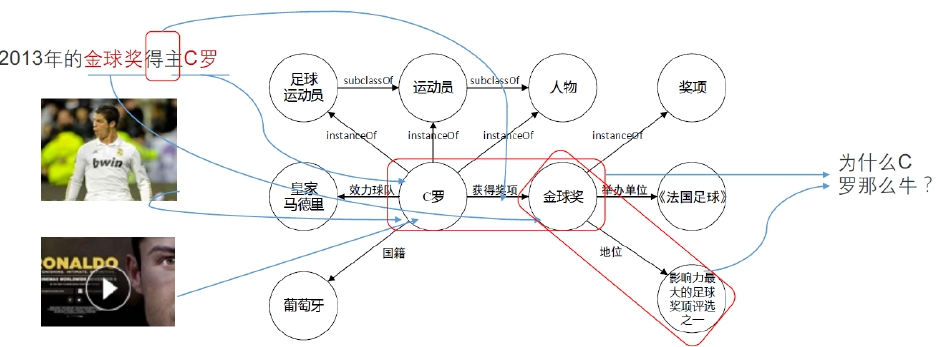 2013年的金球奖得主C罗
足球
运动员
subclassOf
运动员
subclassOf
人物
奖项
instanceOf
instanceOf
instanceOf
instanceOf
bwin
皇家
马德里
效力球队
C罗
获得奖项
金球奖
举办单位
《法国足球》
为什么C
罗那么牛？
国籍
地位
RONALDO
葡萄牙
影响力最
大的足球
奖项评选
之一